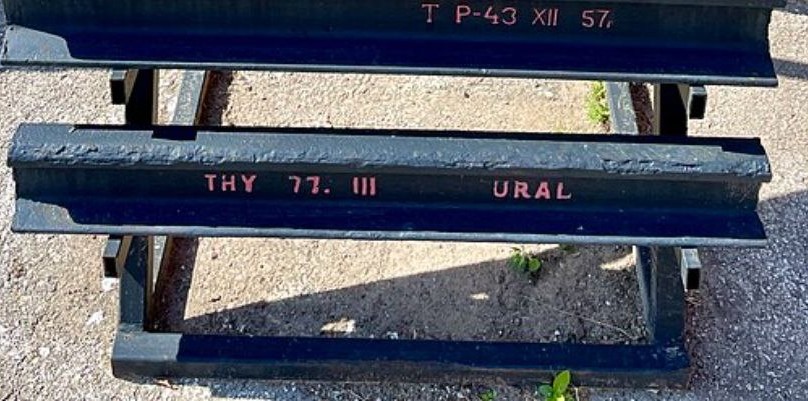 T P-43 XII 57.
THY 77. III URAL